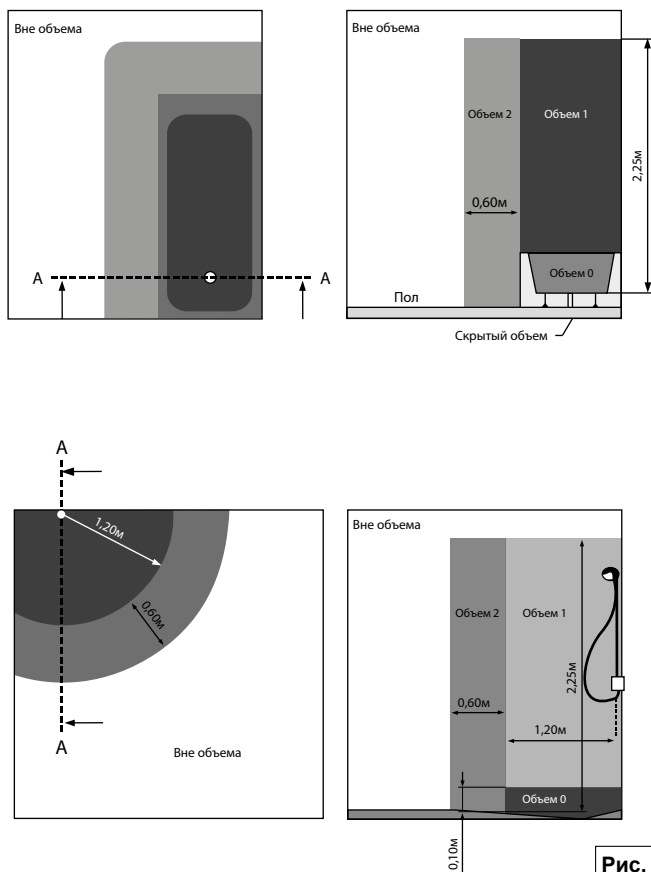 Вне объема
А
А
Вне объема
Объем 2
Объем 1
2,25м
0,60м
Объем 0
Пол
Скрытый объем
А
1,20м
0,60м
А
Вне объема
Вне объема
Объем 2
Объем 1
2,25м
0,60м
1,20м
Объем 0
0,10м
Рис.